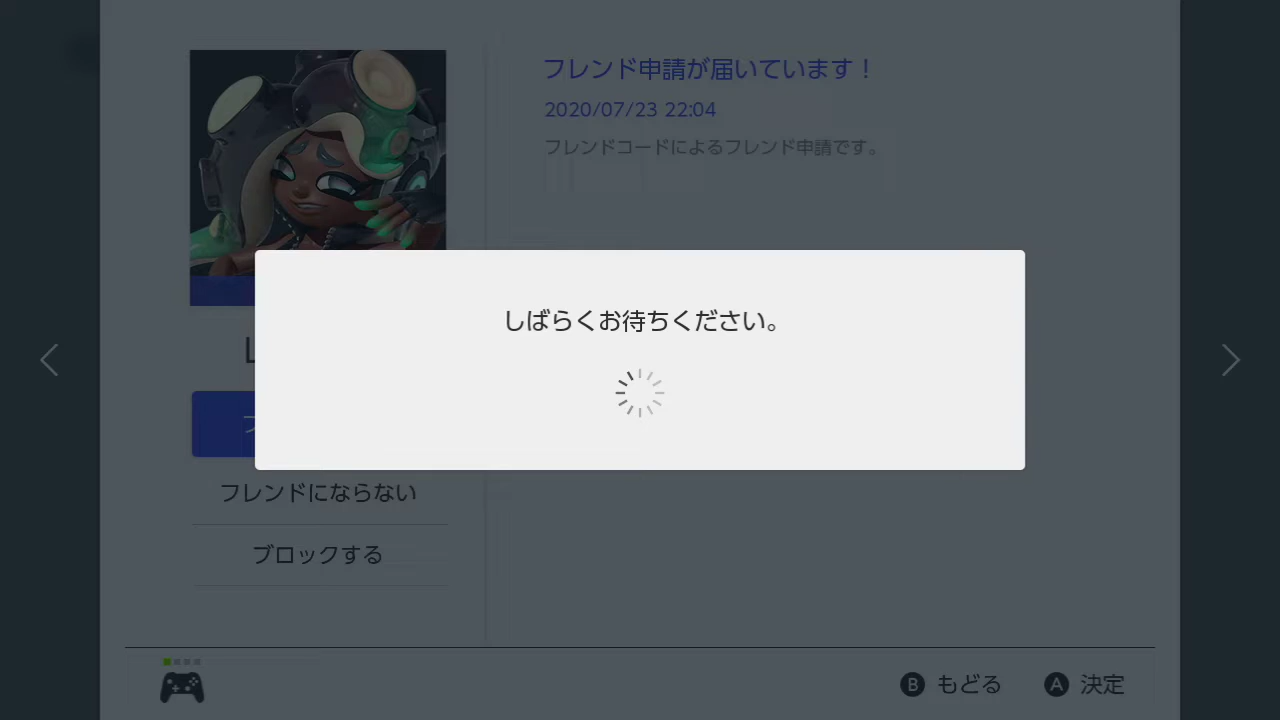 フレンド申請が届いています！
2020/07/23 22:04
フレンドコードによるフレンド申請です。
しばらくお待ちください。
フレンドにならない
ブロックする
B もどる
A 決定